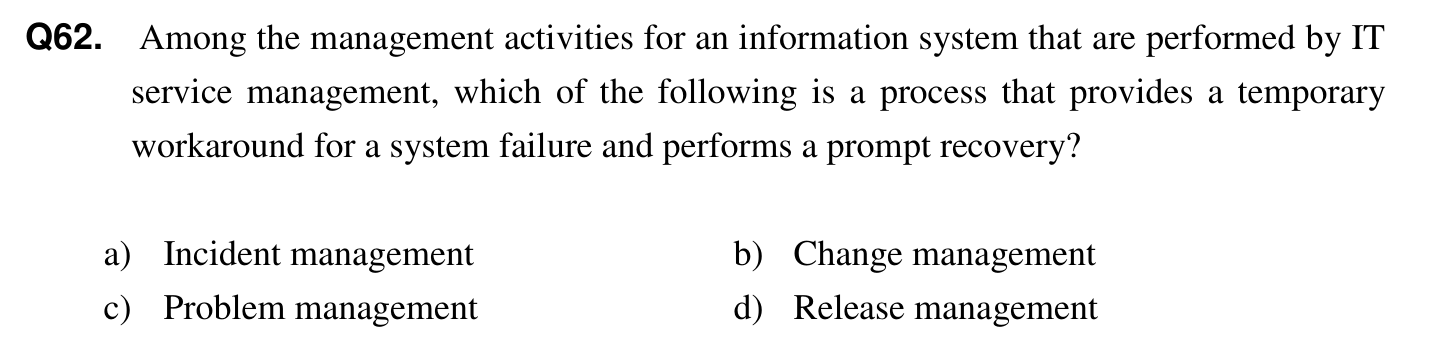 Q62. Among the management activities for an information system that are performed by IT
service management, which of the following is a process that provides a temporary
workaround for a system failure and performs a prompt recovery?
a) Incident management b) Change management
c) Problem management d) Release management